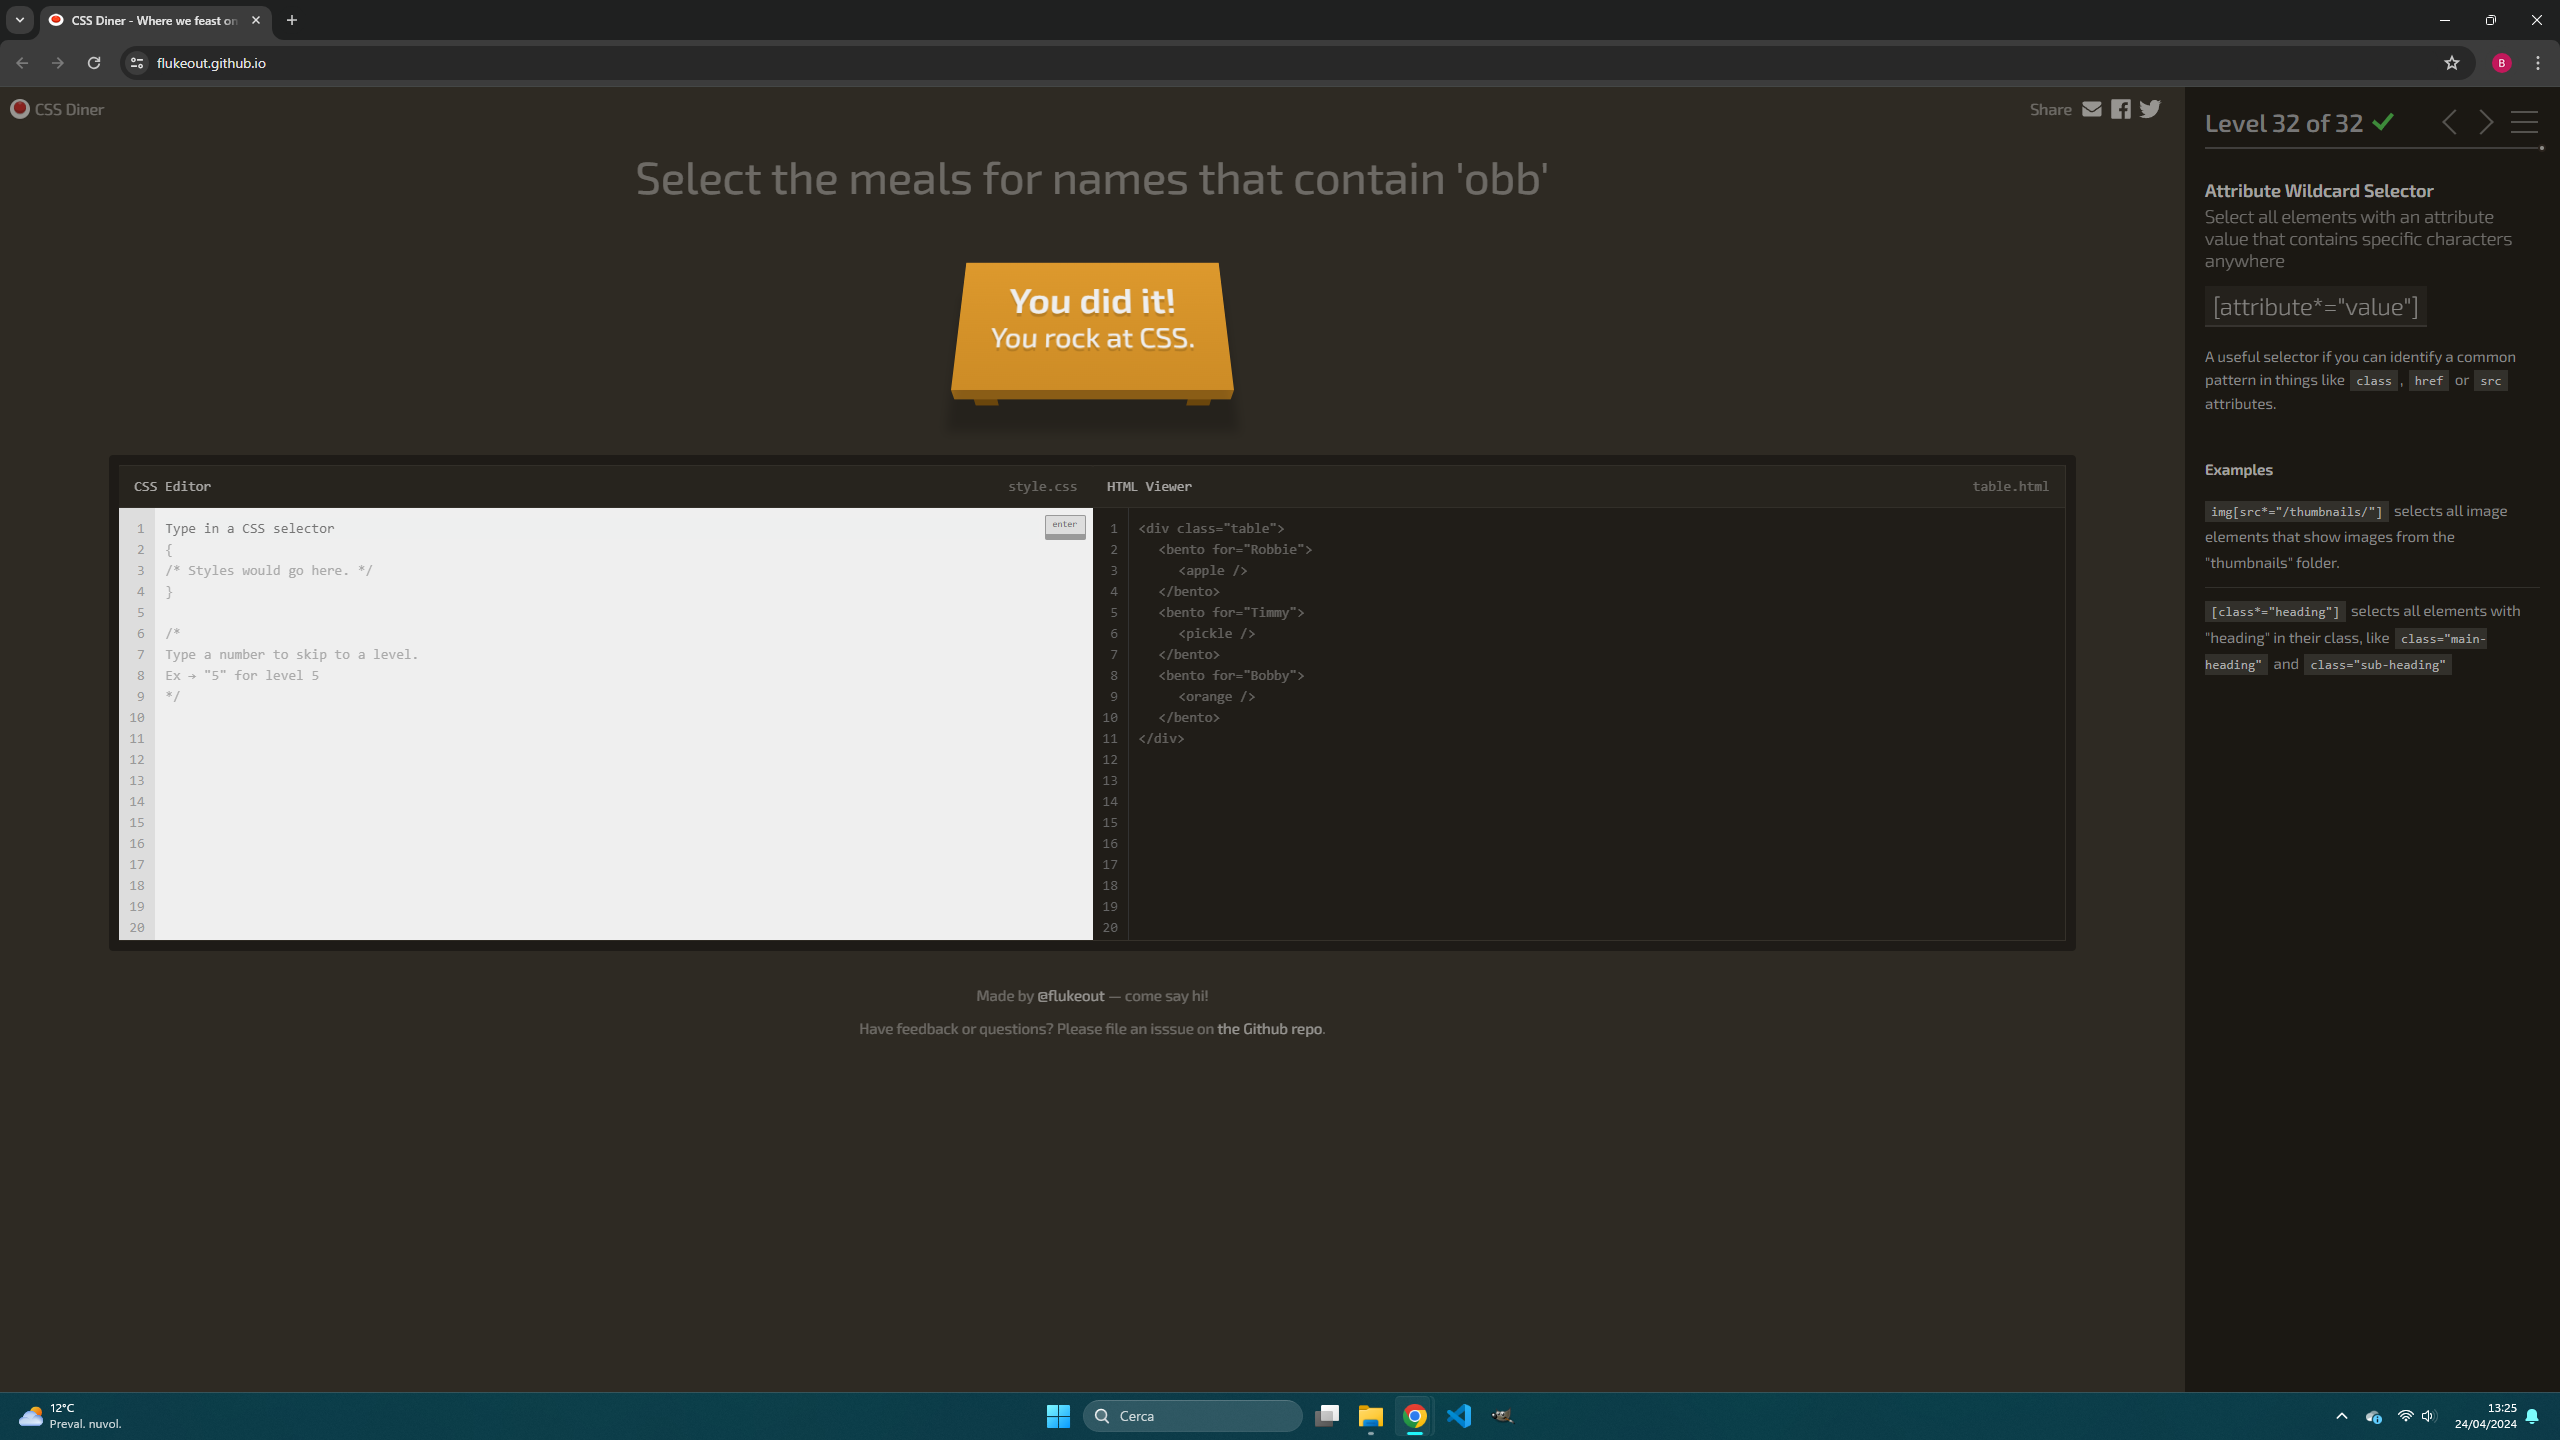 CSS Diner - Where we feast on
flukeout.github.io
B
CSS Diner
Share
Select the meals for names that contain 'obb'
You did it!
You rock at CSS.
CSS Editor
style.css
1 Type in a CSS selector
enter
2 {
3 /* Styles would go here. */
4 }
5
6 /*
7 Type a number to skip to a level.
8 Ex → "5" for level 5
9 */
10
11
12
13
14
15
16
17
18
19
20
HTML Viewer
table.html
1 <div class="table">
2 <bento for="Robbie">
3 <apple />
4 </bento>
5 <bento for="Timmy">
6 <pickle />
7 </bento>
8 <bento for="Bobby">
9 <orange />
10 </bento>
11 </div>
12
13
14
15
16
17
18
19
20
Made by @flukeout — come say hi!
Have feedback or questions? Please file an isssue on the Github repo.
Level 32 of 32
Attribute Wildcard Selector
Select all elements with an attribute
value that contains specific characters
anywhere
[attribute*="value"]
A useful selector if you can identify a common
pattern in things like class, href or src
attributes.
Examples
img[src*="/thumbnails/"] selects all image
elements that show images from the
"thumbnails" folder.
[class*="heading"] selects all elements with
"heading" in their class, like class="main-
heading" and class="sub-heading"
12°C
Preval. nuvol.
Cerca
13:25
24/04/2024